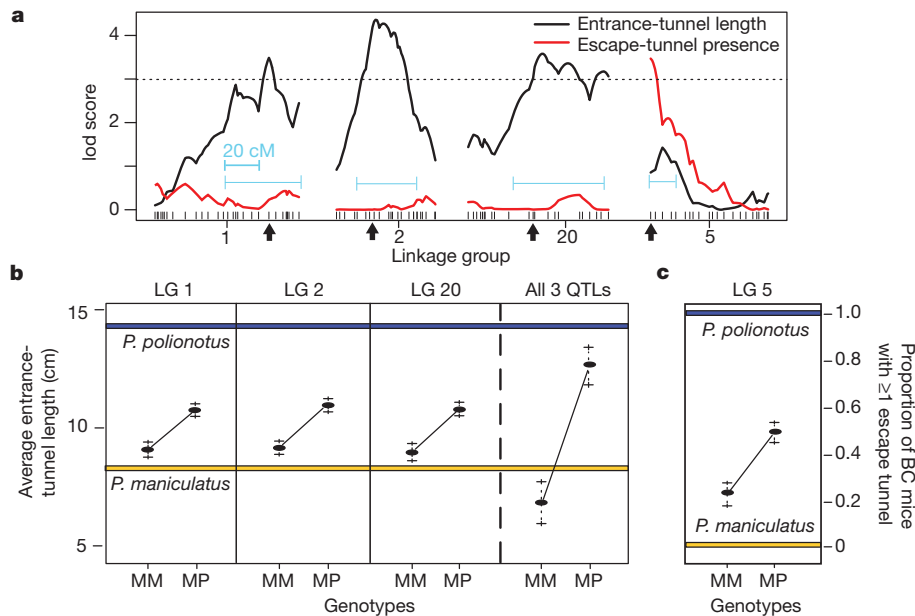 a
Entrance-tunnel length
Escape-tunnel presence
lod score
4
2
0
20 cM
1
2
20
5
Linkage group
b
LG 1
LG 2
LG 20
All 3 QTLs
Average entrance-
tunnel length (cm)
15
10
5
P. polionotus
P. maniculatus
MM
MP
MM
MP
MM
MP
MM
MP
Genotypes
c
LG 5
P. polionotus
P. maniculatus
1.0
0.8
0.6
0.4
0.2
0
Proportion of BC mice
with ≥1 escape tunnel
MM
MP
Genotypes